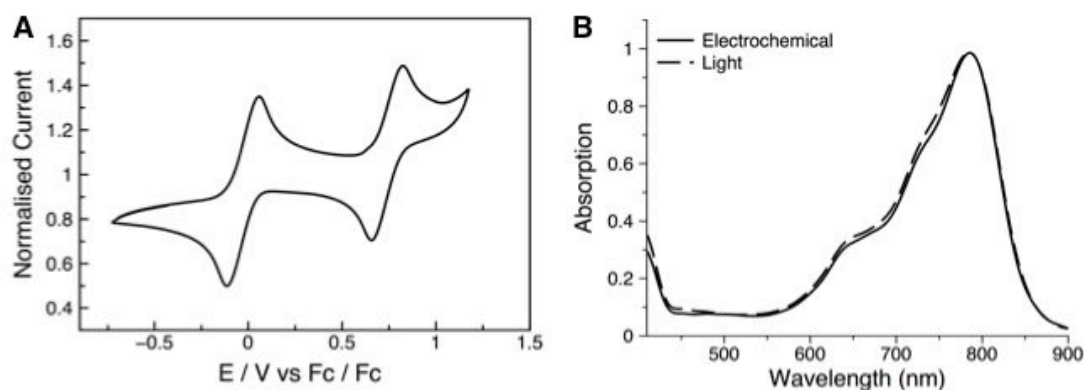 A
Normalised Current
1.6
1.4
1.2
1
0.8
0.6
0.4
−0.5 0 0.5 1 1.5
E / V vs Fc / Fc
B
Electrochemical
Light
Absorption
1
0.8
0.6
0.4
0.2
0
500 600 700 800 900
Wavelength (nm)